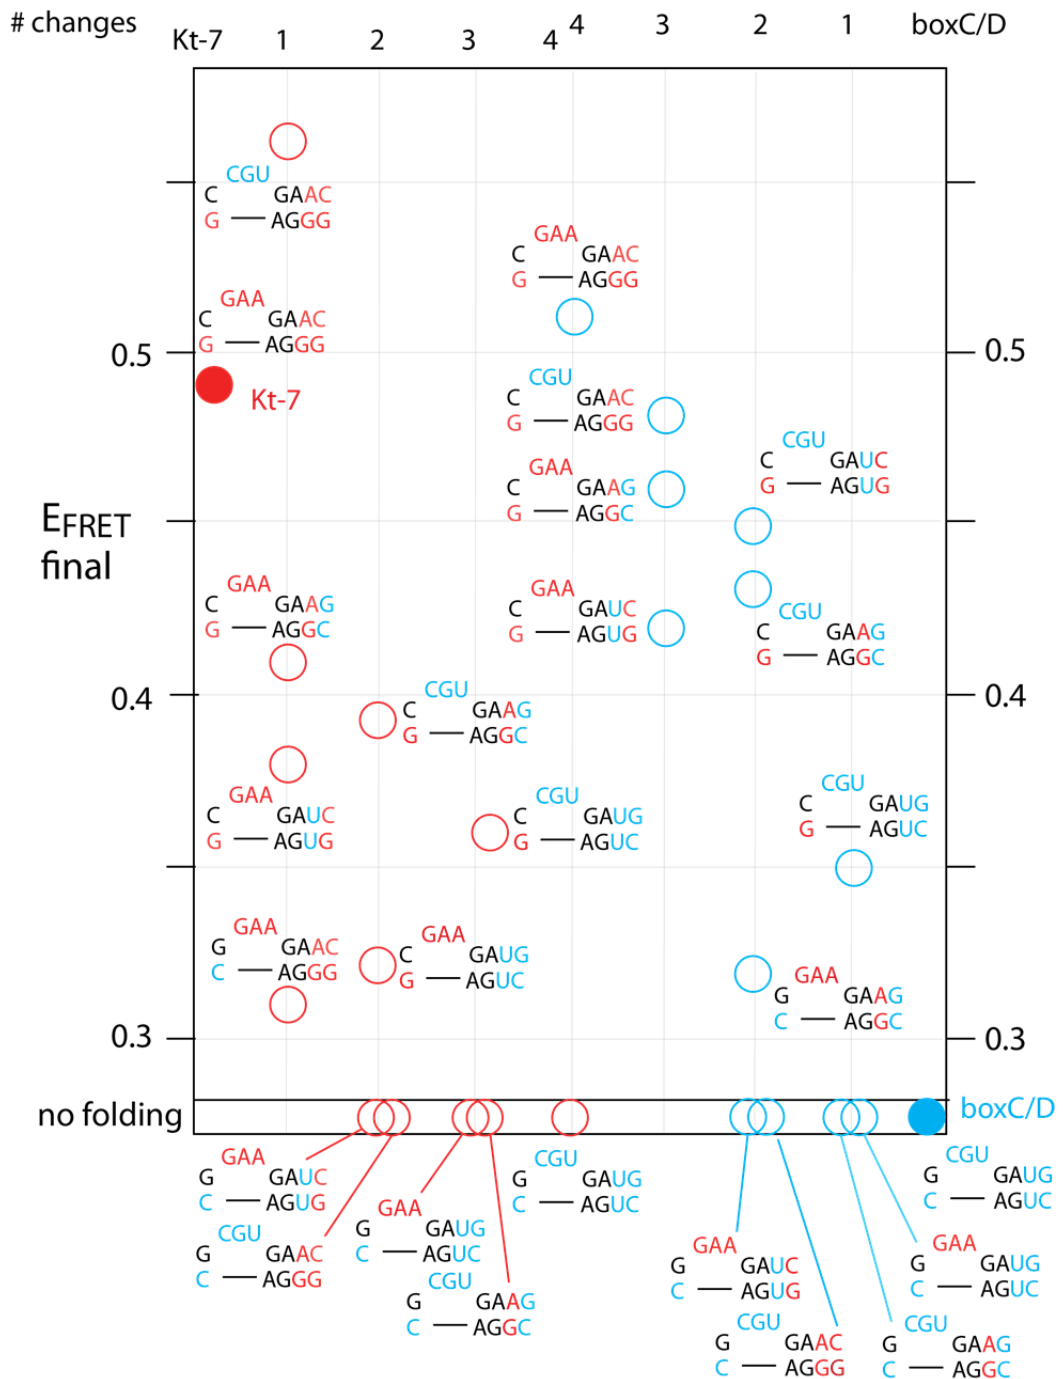 # changes Kt-7 1 2 3 4 4 3 2 1 boxC/D
CGU
C GAAC
G — AGGG
GAA
C GAAC
G — AGGG
GAA
C GAAC
G — AGGG
0.5 0.5
Kt-7
CGU
C GAAC
G — AGGG
CGU
C GAUC
G — AGUG
GAA
C GAAG
G — AGGC
EFRET
final
GAA
C GAAG
G — AGGC
GAA
C GAUC
G — AGUG
CGU
C GAAG
G — AGGC
0.4 0.4
CGU
C GAAG
G — AGGC
GAA
C GAUC
G — AGUG
CGU
C GAUG
G — AGUC
CGU
C GAUG
G — AGUC
GAA
G GAAC
C — AGGG
GAA
C GAUG
G — AGUC
GAA
G GAAG
C — AGGC
0.3 0.3
no folding boxC/D
GAA
G GAUC
C — AGUG
CGU
G GAUG
C — AGUC
CGU
G GAUG
C — AGUC
CGU
G GAAC
C — AGGG
GAA
G GAUG
C — AGUC
GAA
G GAUC
C — AGUG
GAA
G GAUG
C — AGUC
CGU
G GAAG
C — AGGC
CGU
G GAAC
C — AGGG
CGU
G GAAG
C — AGGC